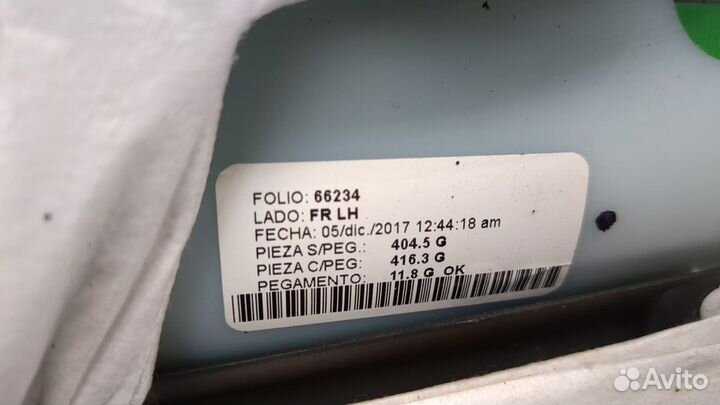 FOLIO: 66234
LADO: FR LH
FECHA: 05/dic./2017 12:44:18 am
PIEZA S/PEG.: 404.5 G
PIEZA C/PEG: 416.3 G
PEGAMENTO: 11.8 G OK
Avito